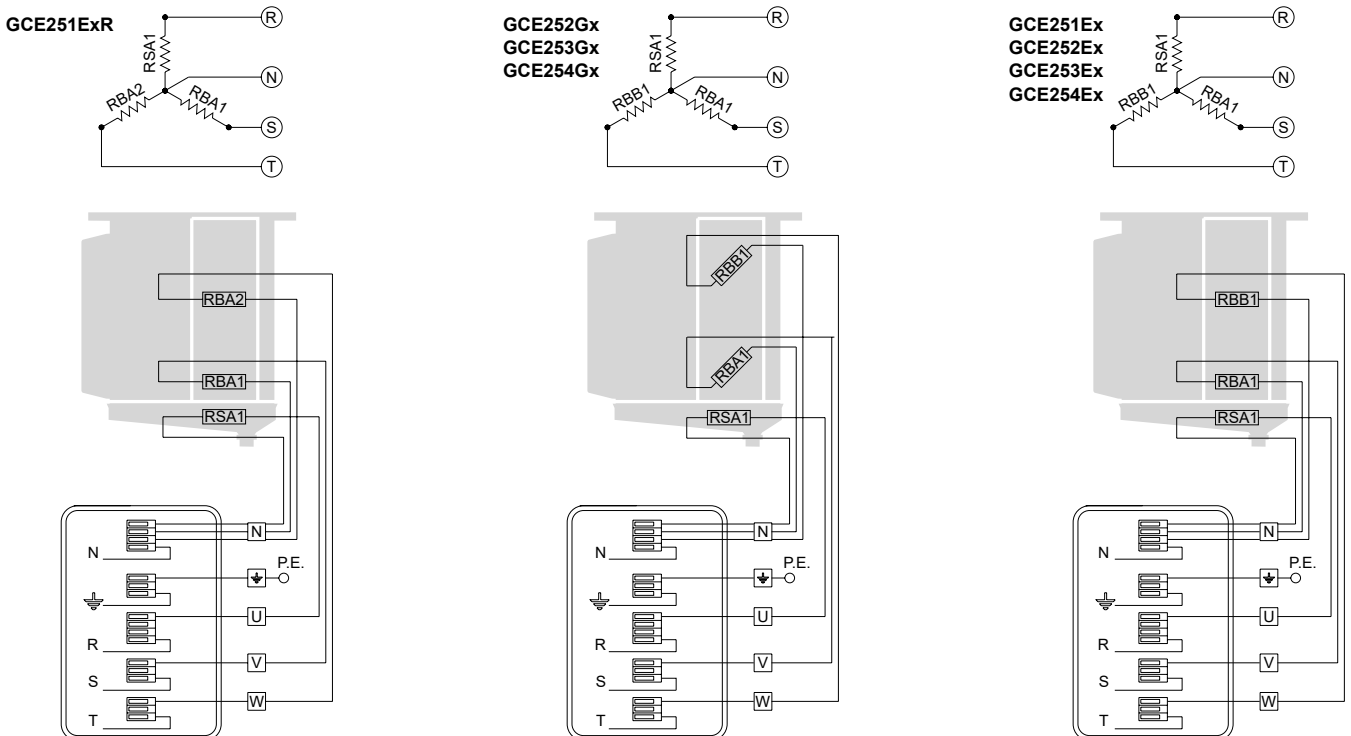 GCE251ExR
R
RSA1
N
RBA2
RBA1
S
T
RBA2
RBA1
RSA1
N
N
P.E.
U
R
V
S
W
T
GCE252Gx
GCE253Gx
GCE254Gx
R
RSA1
N
RBB1
RBA1
S
T
RBB1
RBA1
RSA1
N
N
P.E.
U
R
V
S
W
T
GCE251Ex
GCE252Ex
GCE253Ex
GCE254Ex
R
RSA1
N
RBB1
RBA1
S
T
RBB1
RBA1
RSA1
N
N
P.E.
U
R
V
S
W
T